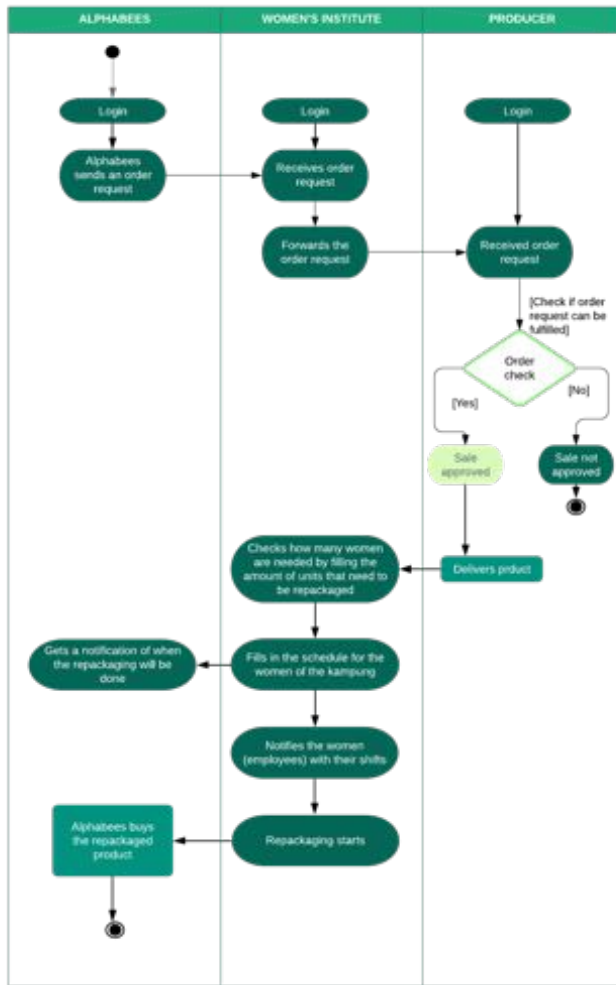 ALPHABEES
WOMEN'S INSTITUTE
PRODUCER
Login
Login
Login
Alphabees
sends an order
request
Receives order
request
Forwards the
order request
Received order
request
[Check if order
request can be
fulfilled]
Order
check
[Yes]
[No]
Sale
approved
Sale not
approved
Checks how many women
are needed by filling the
amount of units that need to
be repackaged
Delivers prduct
Gets a notification of when
the repackaging will be
done
Fills in the schedule for the
women of the kampung
Notifies the women
(employees) with their shifts
Alphabees buys
the repackaged
product
Repackaging starts